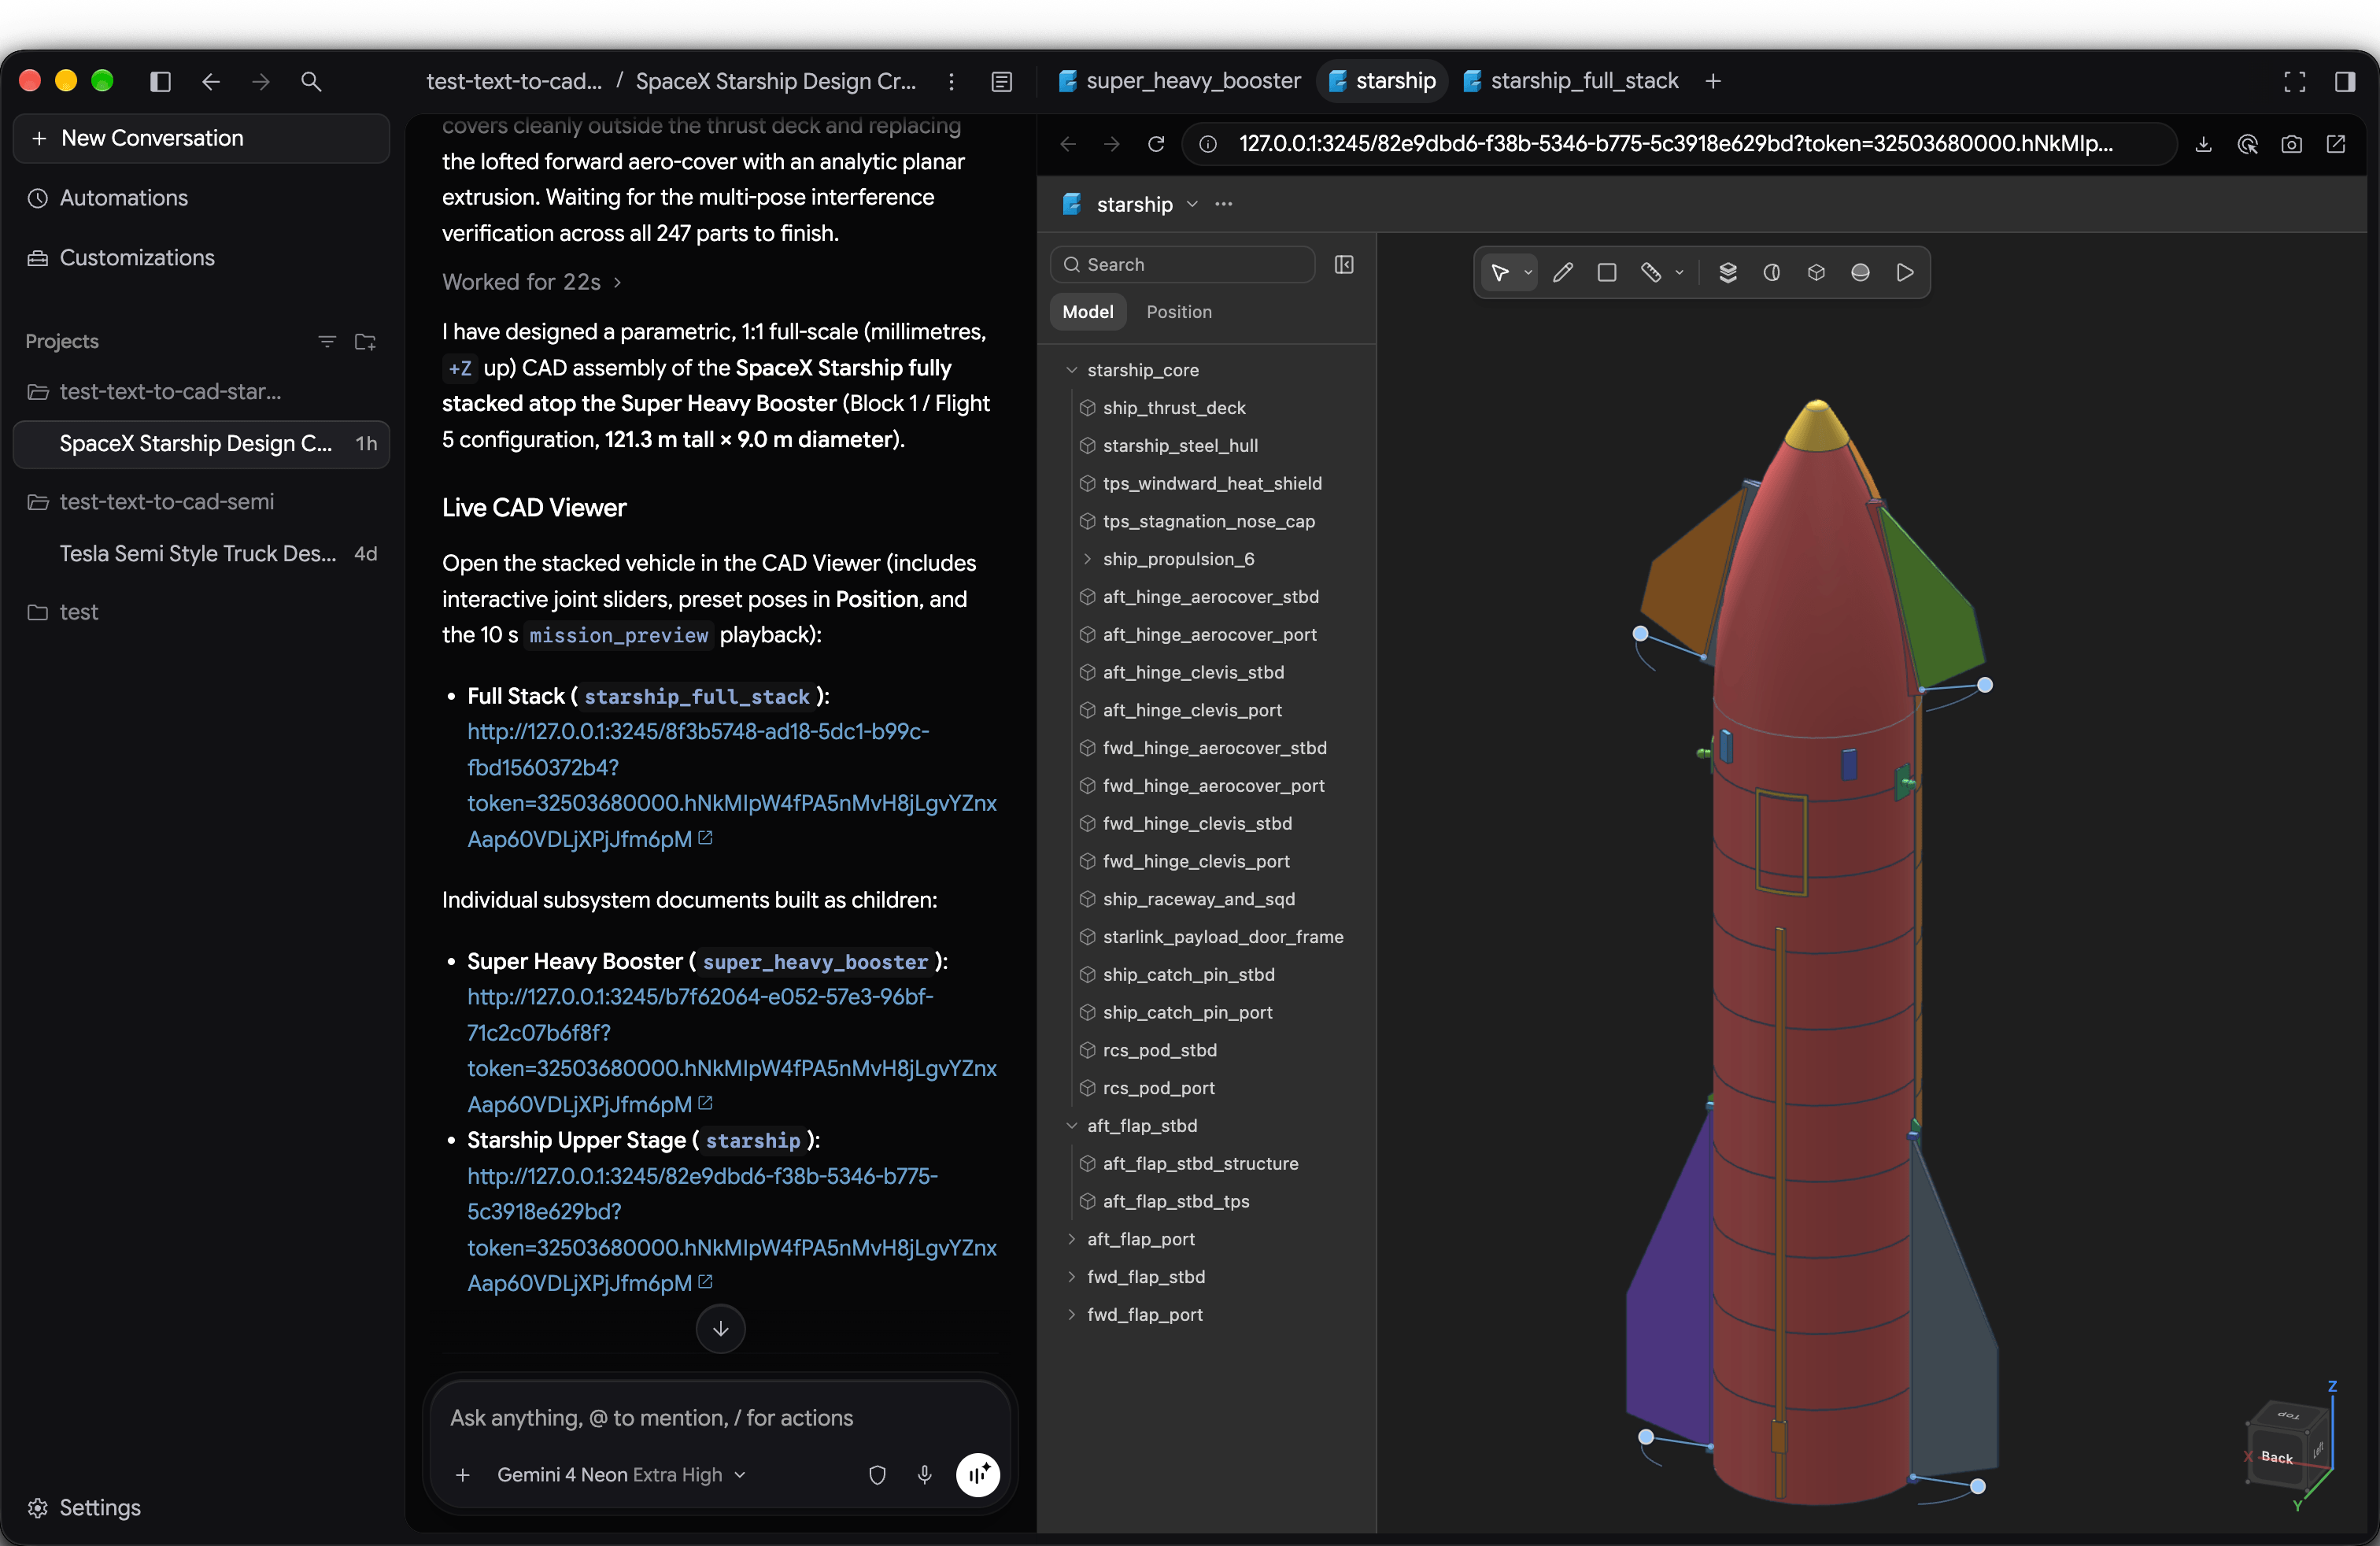 test-text-to-cad... / SpaceX Starship Design Cr...
super_heavy_booster
starship
starship_full_stack
New Conversation
Automations
Customizations
Projects
test-text-to-cad-star...
SpaceX Starship Design C... 1h
test-text-to-cad-semi
Tesla Semi Style Truck Des... 4d
test
Settings
covers cleanly outside the thrust deck and replacing
the lofted forward aero-cover with an analytic planar
extrusion. Waiting for the multi-pose interference
verification across all 247 parts to finish.
Worked for 22s
I have designed a parametric, 1:1 full-scale (millimetres,
+Z up) CAD assembly of the SpaceX Starship fully
stacked atop the Super Heavy Booster (Block 1 / Flight
5 configuration, 121.3 m tall × 9.0 m diameter).
Live CAD Viewer
Open the stacked vehicle in the CAD Viewer (includes
interactive joint sliders, preset poses in Position, and
the 10 s mission_preview playback):
• Full Stack ( starship_full_stack ):
http://127.0.0.1:3245/8f3b5748-ad18-5dc1-b99c-
fbd1560372b4?
token=32503680000.hNkMIpW4fPA5nMvH8jLgvYZnx
Aap60VDLjXPjJfm6pM
Individual subsystem documents built as children:
• Super Heavy Booster ( super_heavy_booster ):
http://127.0.0.1:3245/b7f62064-e052-57e3-96bf-
71c2c07b6f8f?
token=32503680000.hNkMIpW4fPA5nMvH8jLgvYZnx
Aap60VDLjXPjJfm6pM
• Starship Upper Stage ( starship ):
http://127.0.0.1:3245/82e9dbd6-f38b-5346-b775-
5c3918e629bd?
token=32503680000.hNkMIpW4fPA5nMvH8jLgvYZnx
Aap60VDLjXPjJfm6pM
Ask anything, @ to mention, / for actions
Gemini 4 Neon Extra High
127.0.0.1:3245/82e9dbd6-f38b-5346-b775-5c3918e629bd?token=32503680000.hNkMIp...
starship
Search
Model
Position
starship_core
ship_thrust_deck
starship_steel_hull
tps_windward_heat_shield
tps_stagnation_nose_cap
ship_propulsion_6
aft_hinge_aerocover_stbd
aft_hinge_aerocover_port
aft_hinge_clevis_stbd
aft_hinge_clevis_port
fwd_hinge_aerocover_stbd
fwd_hinge_aerocover_port
fwd_hinge_clevis_stbd
fwd_hinge_clevis_port
ship_raceway_and_sqd
starlink_payload_door_frame
ship_catch_pin_stbd
ship_catch_pin_port
rcs_pod_stbd
rcs_pod_port
aft_flap_stbd
aft_flap_stbd_structure
aft_flap_stbd_tps
aft_flap_port
fwd_flap_stbd
fwd_flap_port
Z
Top
X
Back
Left
Y